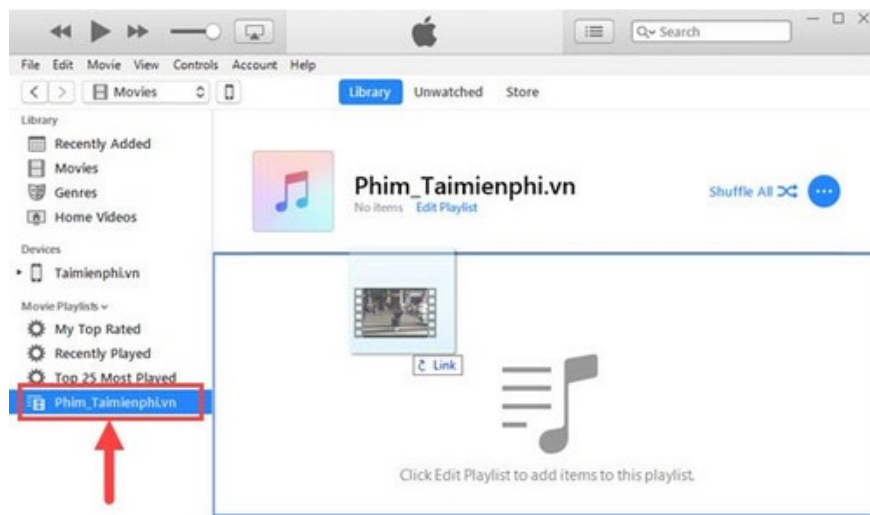 Search
File Edit Movie View Controls Account Help
Movies
Library Unwatched Store
Library
Recently Added
Movies
Genres
Home Videos
Devices
Taimienphi.vn
Movie Playlists
My Top Rated
Recently Played
Top 25 Most Played
Phim_Taimienphi.vn
Phim_Taimienphi.vn
No items Edit Playlist
Shuffle All
Link
Click Edit Playlist to add items to this playlist.